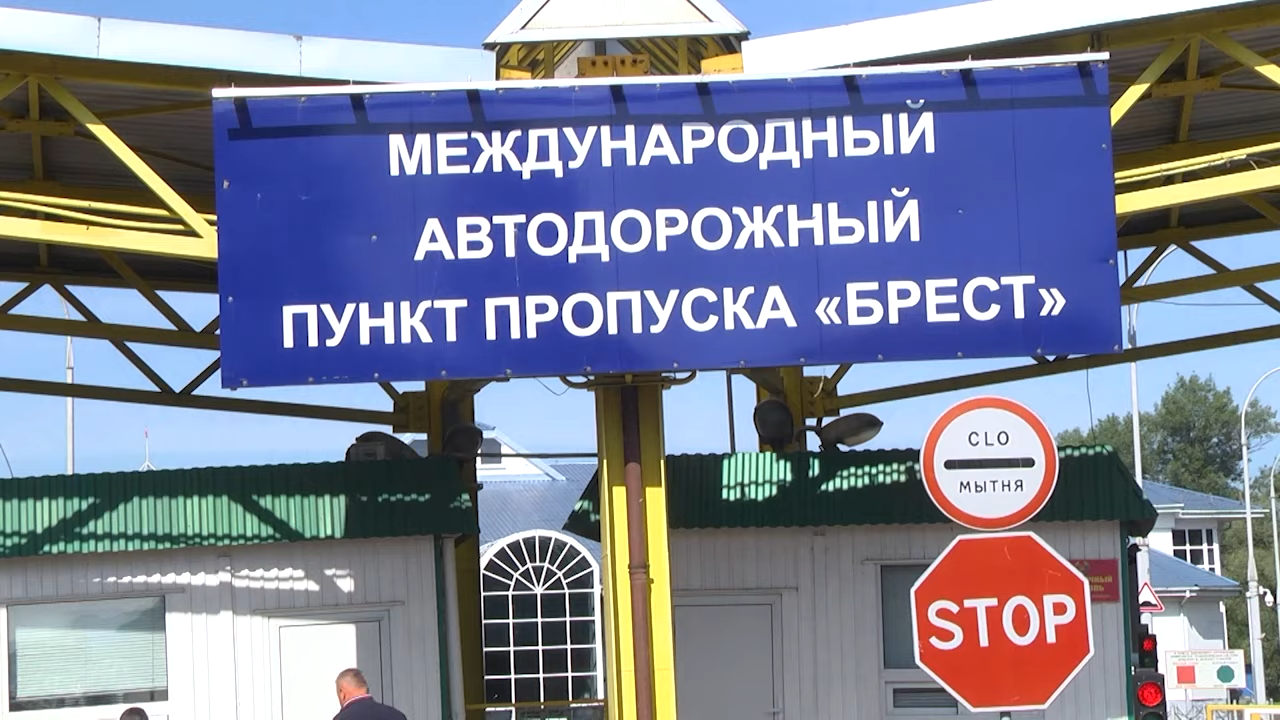 МЕЖДУНАРОДНЫЙ
АВТОДОРОЖНЫЙ
ПУНКТ ПРОПУСКА «БРЕСТ»
CLO
МЫТНЯ
STOP